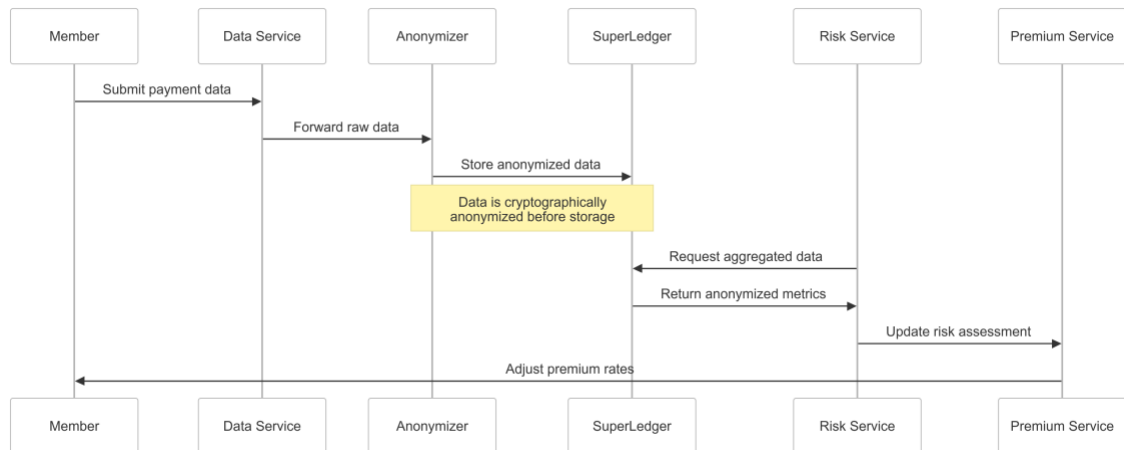 Member
Data Service
Anonymizer
SuperLedger
Risk Service
Premium Service
Submit payment data
Forward raw data
Store anonymized data
Data is cryptographically
anonymized before storage
Request aggregated data
Return anonymized metrics
Update risk assessment
Adjust premium rates
Member
Data Service
Anonymizer
SuperLedger
Risk Service
Premium Service